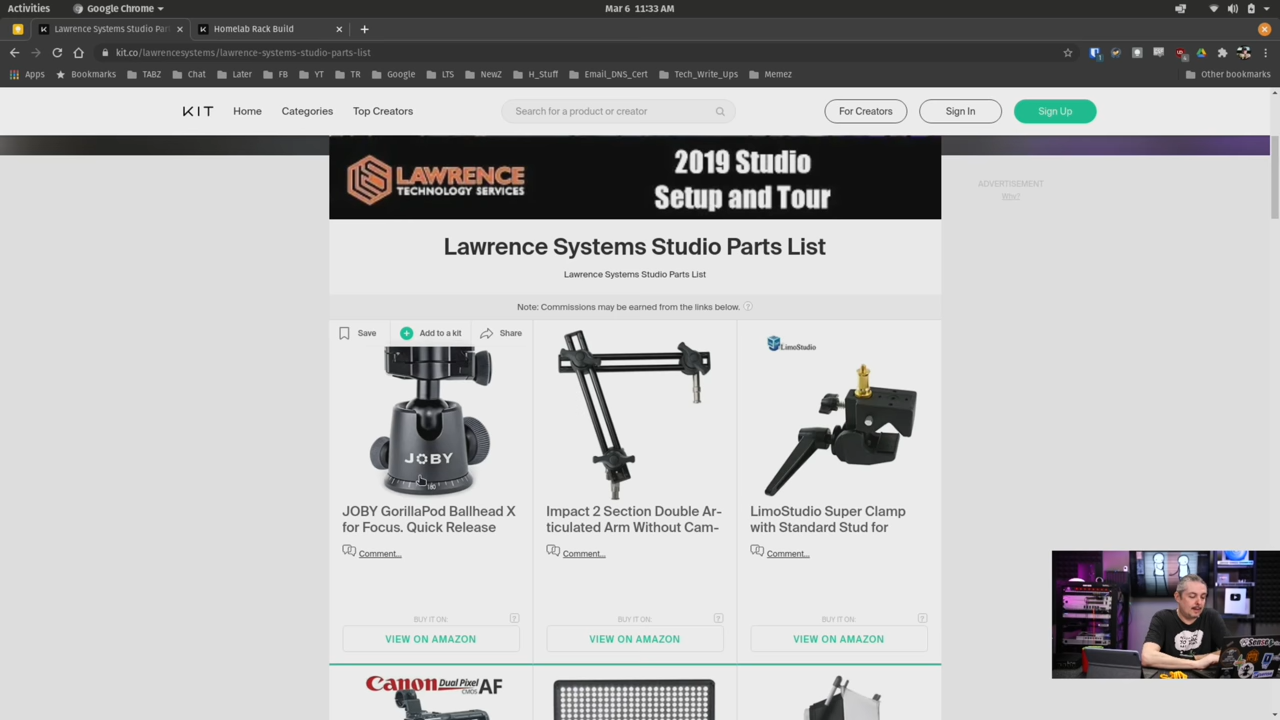 Activities
Google Chrome
Mar 6 11:33 AM
Lawrence Systems Studio Par
Homelab Rack Build
kit.co/lawrencesystems/lawrence-systems-studio-parts-list
Apps
Bookmarks
TABZ
Chat
Later
FB
YT
TR
Google
LTS
NewZ
H_Stuff
Email_DNS_Cert
Tech_Write_Ups
Memez
Other bookmarks
KIT
Home
Categories
Top Creators
Search for a product or creator
For Creators
Sign In
Sign Up
LAWRENCE
TECHNOLOGY SERVICES
2019 Studio
Setup and Tour
ADVERTISEMENT
Why?
Lawrence Systems Studio Parts List
Lawrence Systems Studio Parts List
Note: Commissions may be earned from the links below. ?
Save
Add to a kit
Share
LimoStudio
JOBY
180
JOBY GorillaPod Ballhead X
for Focus. Quick Release
Impact 2 Section Double Ar-
ticulated Arm Without Cam-
LimoStudio Super Clamp
with Standard Stud for
Comment...
Comment...
Comment...
BUY IT ON: ?
BUY IT ON: ?
BUY IT ON: ?
VIEW ON AMAZON
VIEW ON AMAZON
VIEW ON AMAZON
Canon Dual Pixel AF
CMOS
SENSE